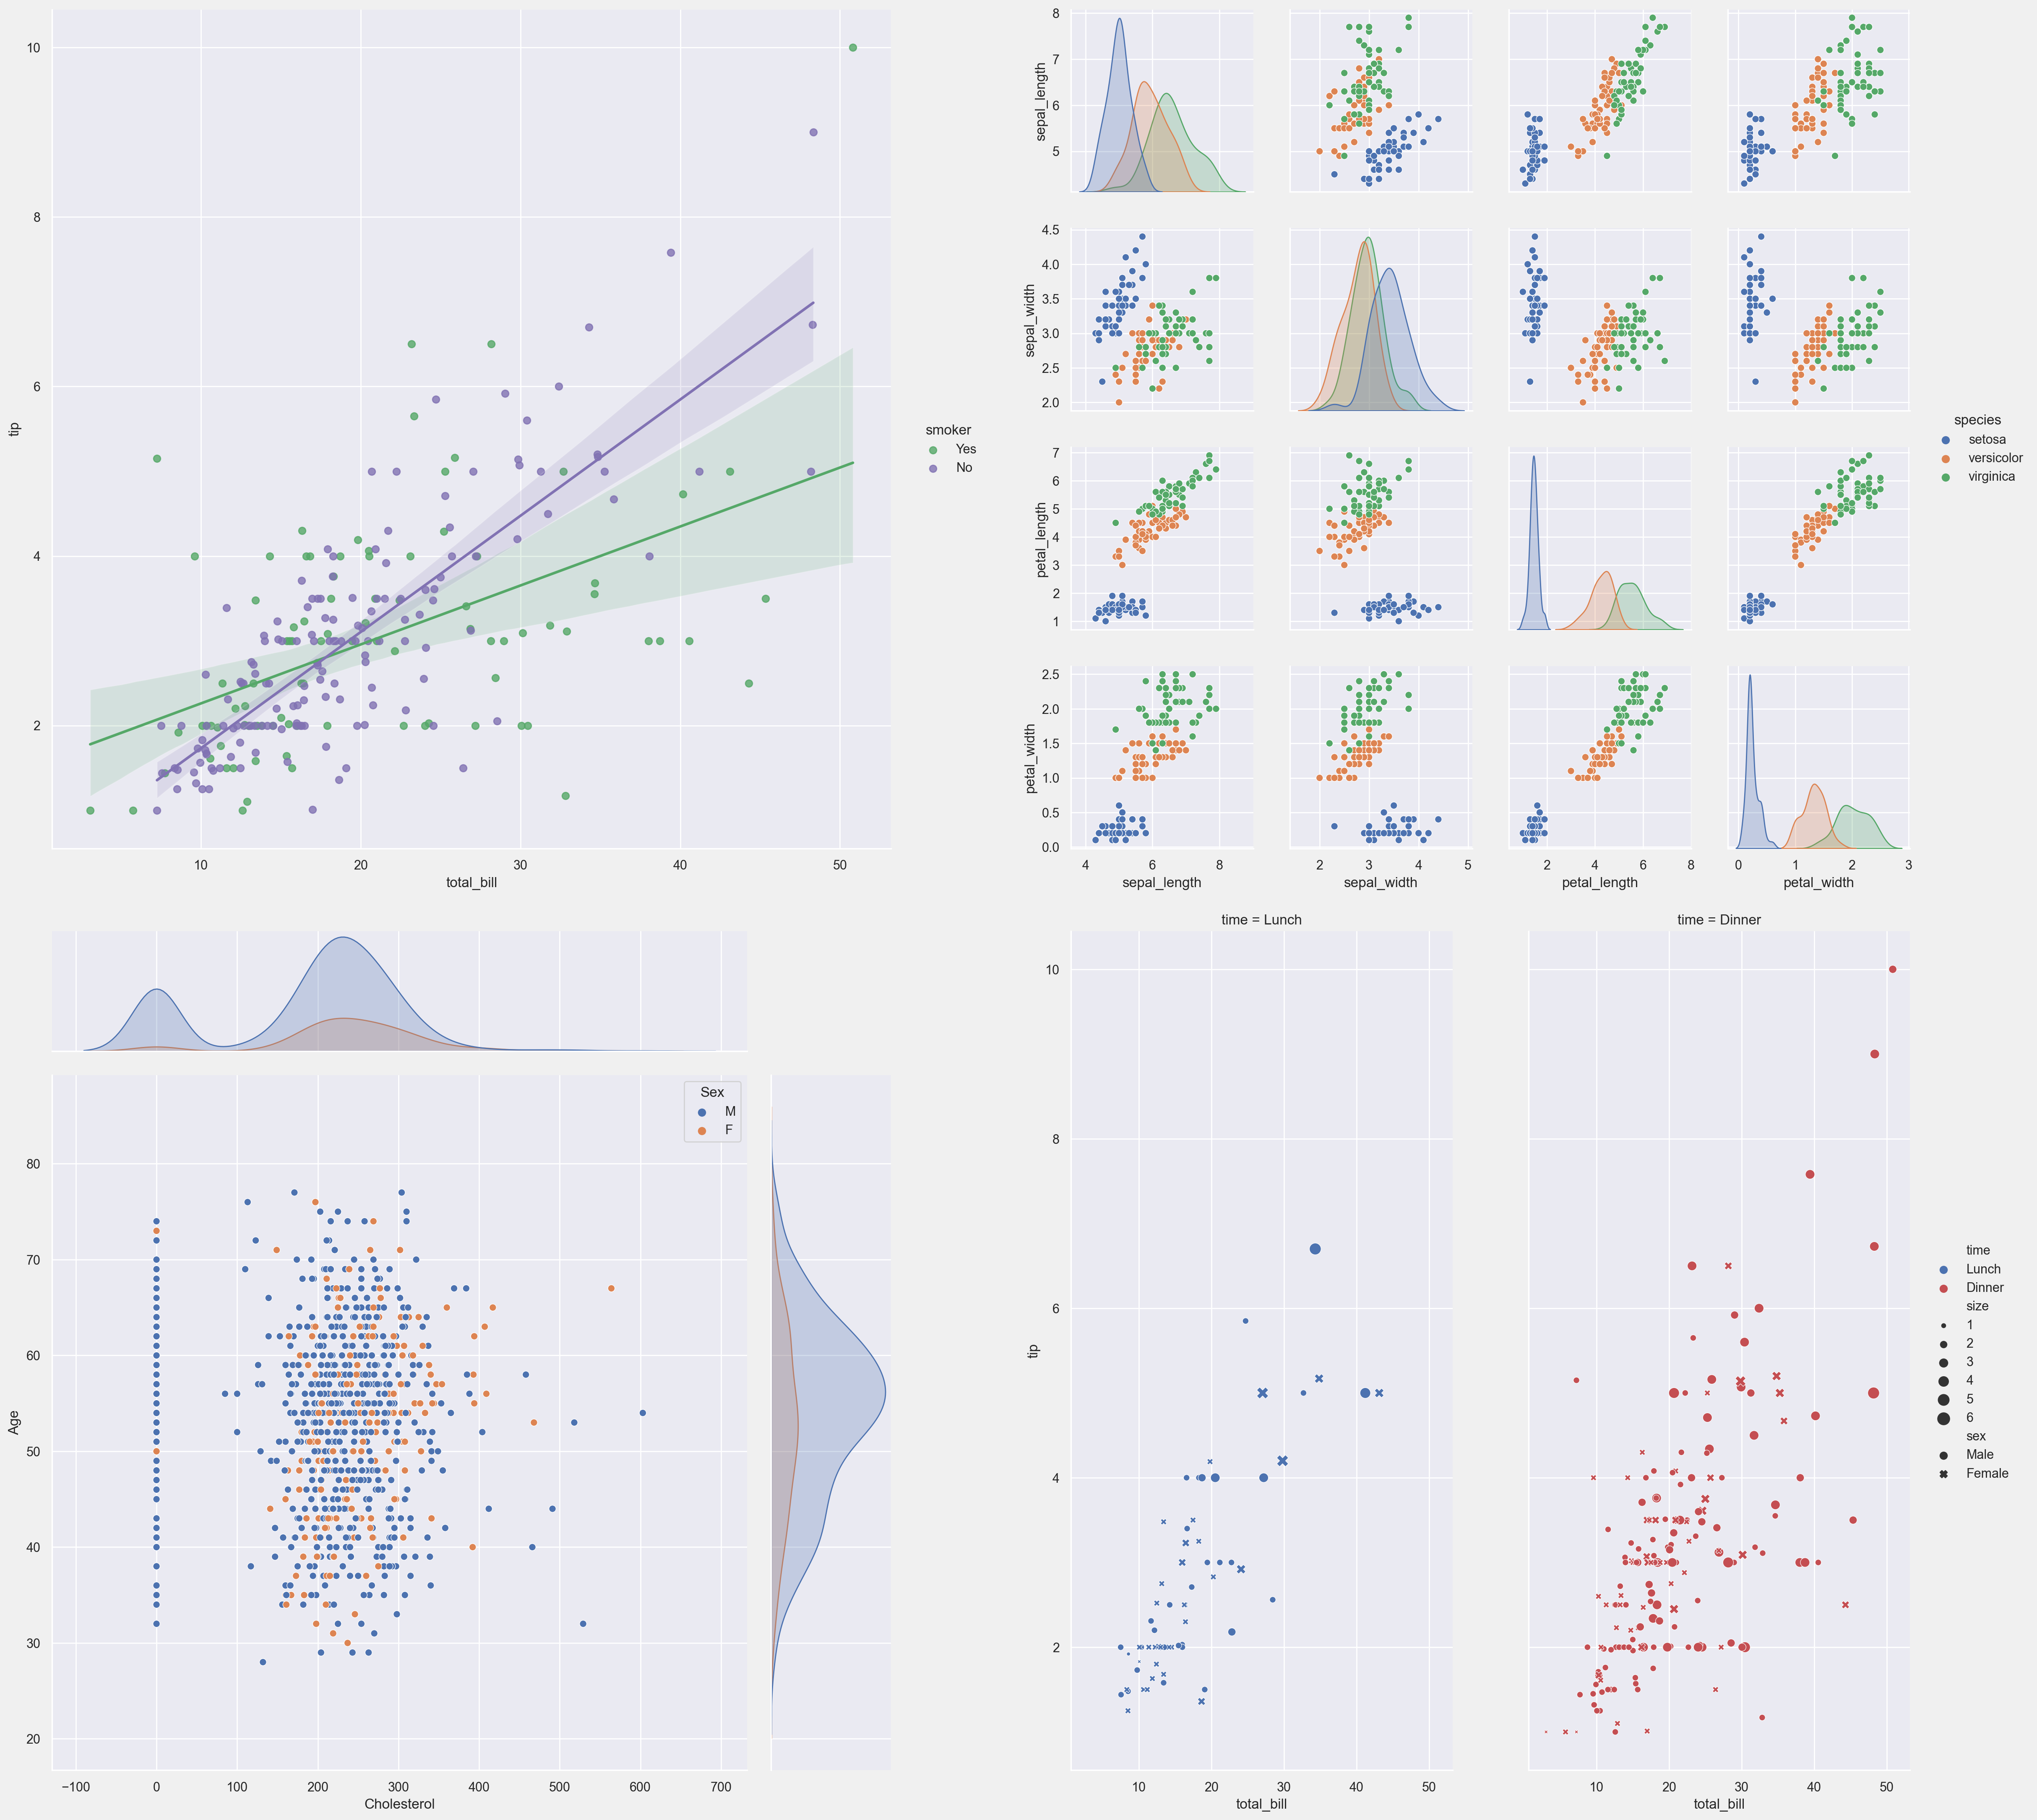 10
8
6
4
2
tip
10
20
30
40
50
total_bill
smoker
Yes
No
8
7
6
5
sepal_length
4.5
4.0
3.5
3.0
2.5
2.0
sepal_width
7
6
5
4
3
2
1
petal_length
2.5
2.0
1.5
1.0
0.5
0.0
petal_width
4
6
8
sepal_length
2
3
4
5
sepal_width
2
4
6
8
petal_length
0
1
2
3
petal_width
species
setosa
versicolor
virginica
Sex
M
F
80
70
60
50
40
30
20
Age
−100
0
100
200
300
400
500
600
700
Cholesterol
time = Lunch
time = Dinner
10
8
6
4
2
tip
10
20
30
40
50
total_bill
10
20
30
40
50
total_bill
time
Lunch
Dinner
size
1
2
3
4
5
6
sex
Male
Female